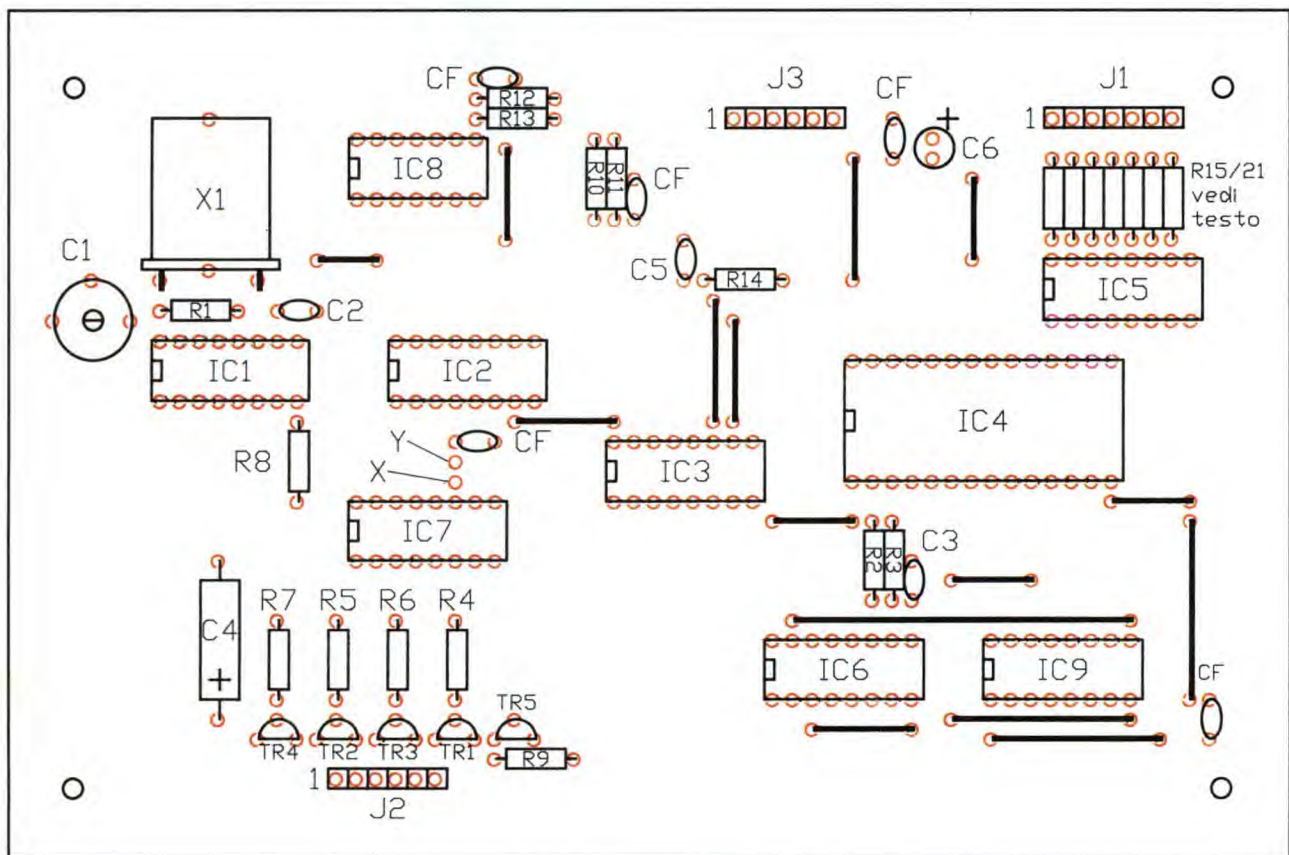 CF
R12
R13
J3
1
CF
+
C6
J1
1
IC8
R10
R11
CF
X1
R15/21
vedi
testo
C1
C5
R14
IC5
R1
C2
IC1
IC2
IC4
Y
CF
R8
X
IC3
IC7
R2
R3
C3
R7
R5
R6
R4
C4
+
IC6
IC9
CF
TR5
TR4
TR2
TR3
TR1
R9
1
J2